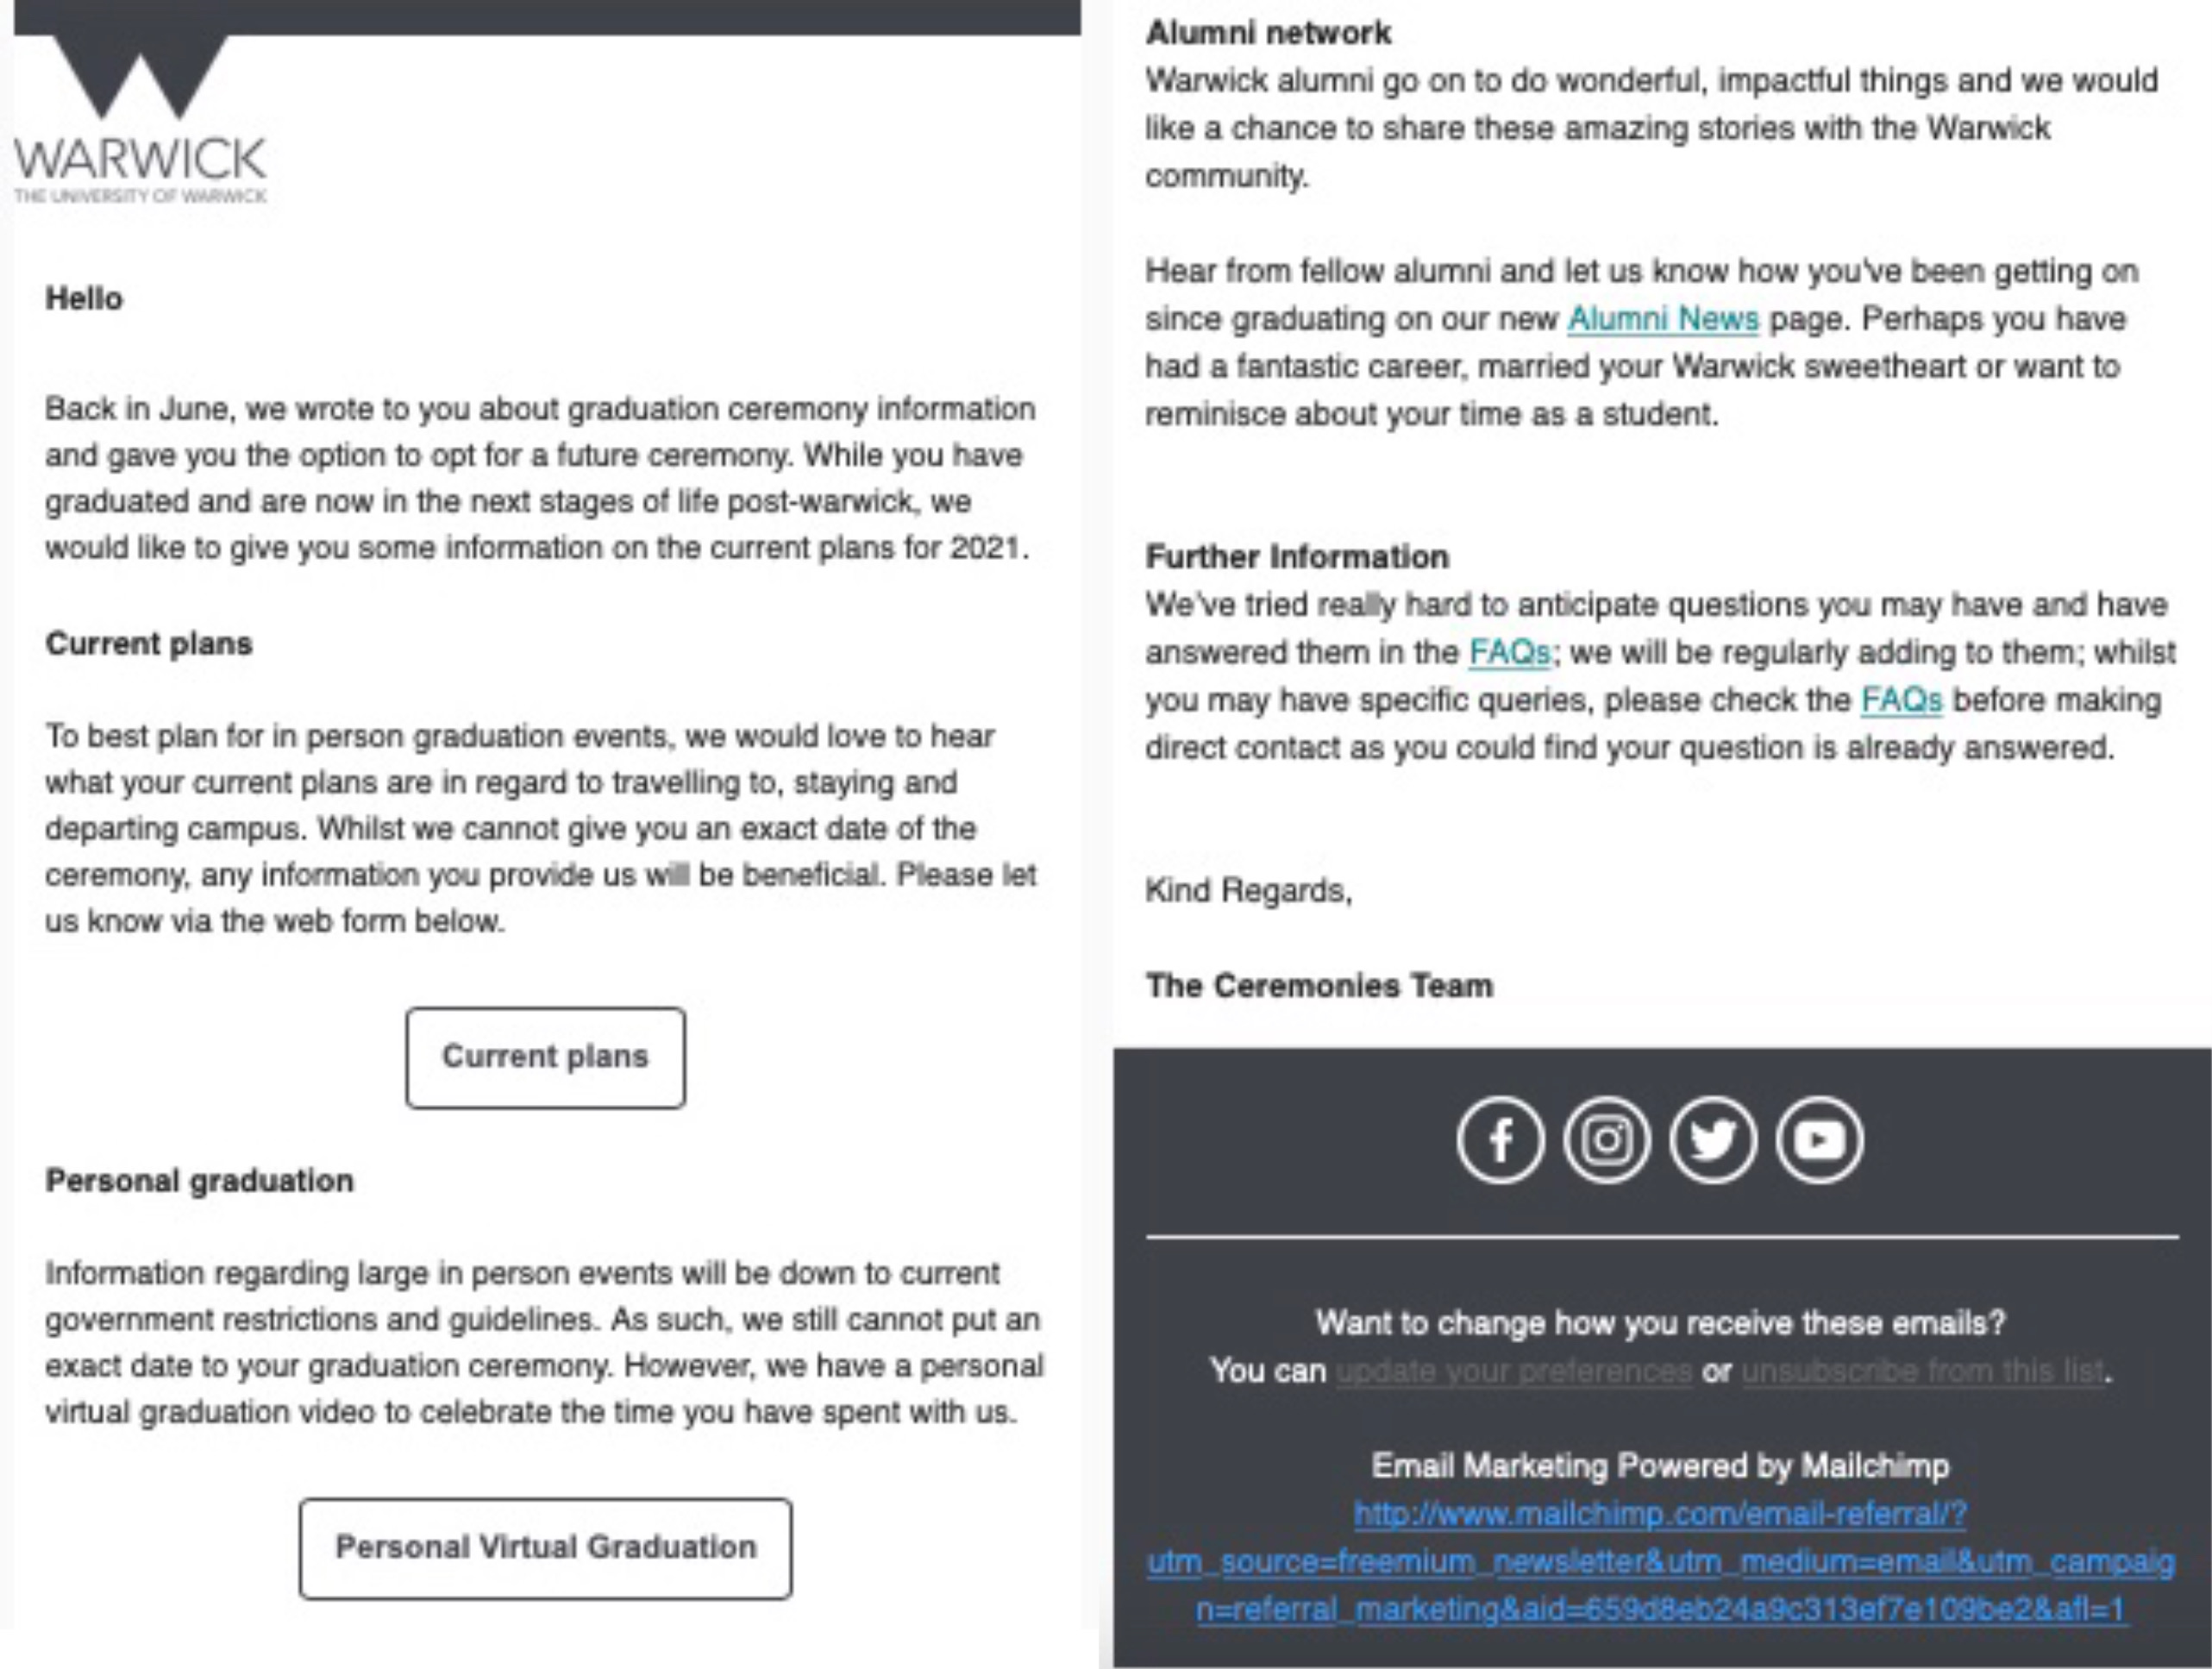 WARWICK
THE UNIVERSITY OF WARWICK
Hello
Back in June, we wrote to you about graduation ceremony information
and gave you the option to opt for a future ceremony. While you have
graduated and are now in the next stages of life post-warwick, we
would like to give you some information on the current plans for 2021.
Current plans
To best plan for in person graduation events, we would love to hear
what your current plans are in regard to travelling to, staying and
departing campus. Whilst we cannot give you an exact date of the
ceremony, any information you provide us will be beneficial. Please let
us know via the web form below.
Current plans
Personal graduation
Information regarding large in person events will be down to current
government restrictions and guidelines. As such, we still cannot put an
exact date to your graduation ceremony. However, we have a personal
virtual graduation video to celebrate the time you have spent with us.
Personal Virtual Graduation
Alumni network
Warwick alumni go on to do wonderful, impactful things and we would
like a chance to share these amazing stories with the Warwick
community.
Hear from fellow alumni and let us know how you've been getting on
since graduating on our new Alumni News page. Perhaps you have
had a fantastic career, married your Warwick sweetheart or want to
reminisce about your time as a student.
Further Information
We've tried really hard to anticipate questions you may have and have
answered them in the FAQs; we will be regularly adding to them; whilst
you may have specific queries, please check the FAQs before making
direct contact as you could find your question is already answered.
Kind Regards,
The Ceremonies Team
Want to change how you receive these emails?
You can update your preferences or unsubscribe from this list.
Email Marketing Powered by Mailchimp
http://www.mailchimp.com/email-referral/?
utm_source=freemium_newsletter&utm_medium=email&utm_campaig
n=referral_marketing&aid=659d8eb24a9c313ef7e109be2&afl=1